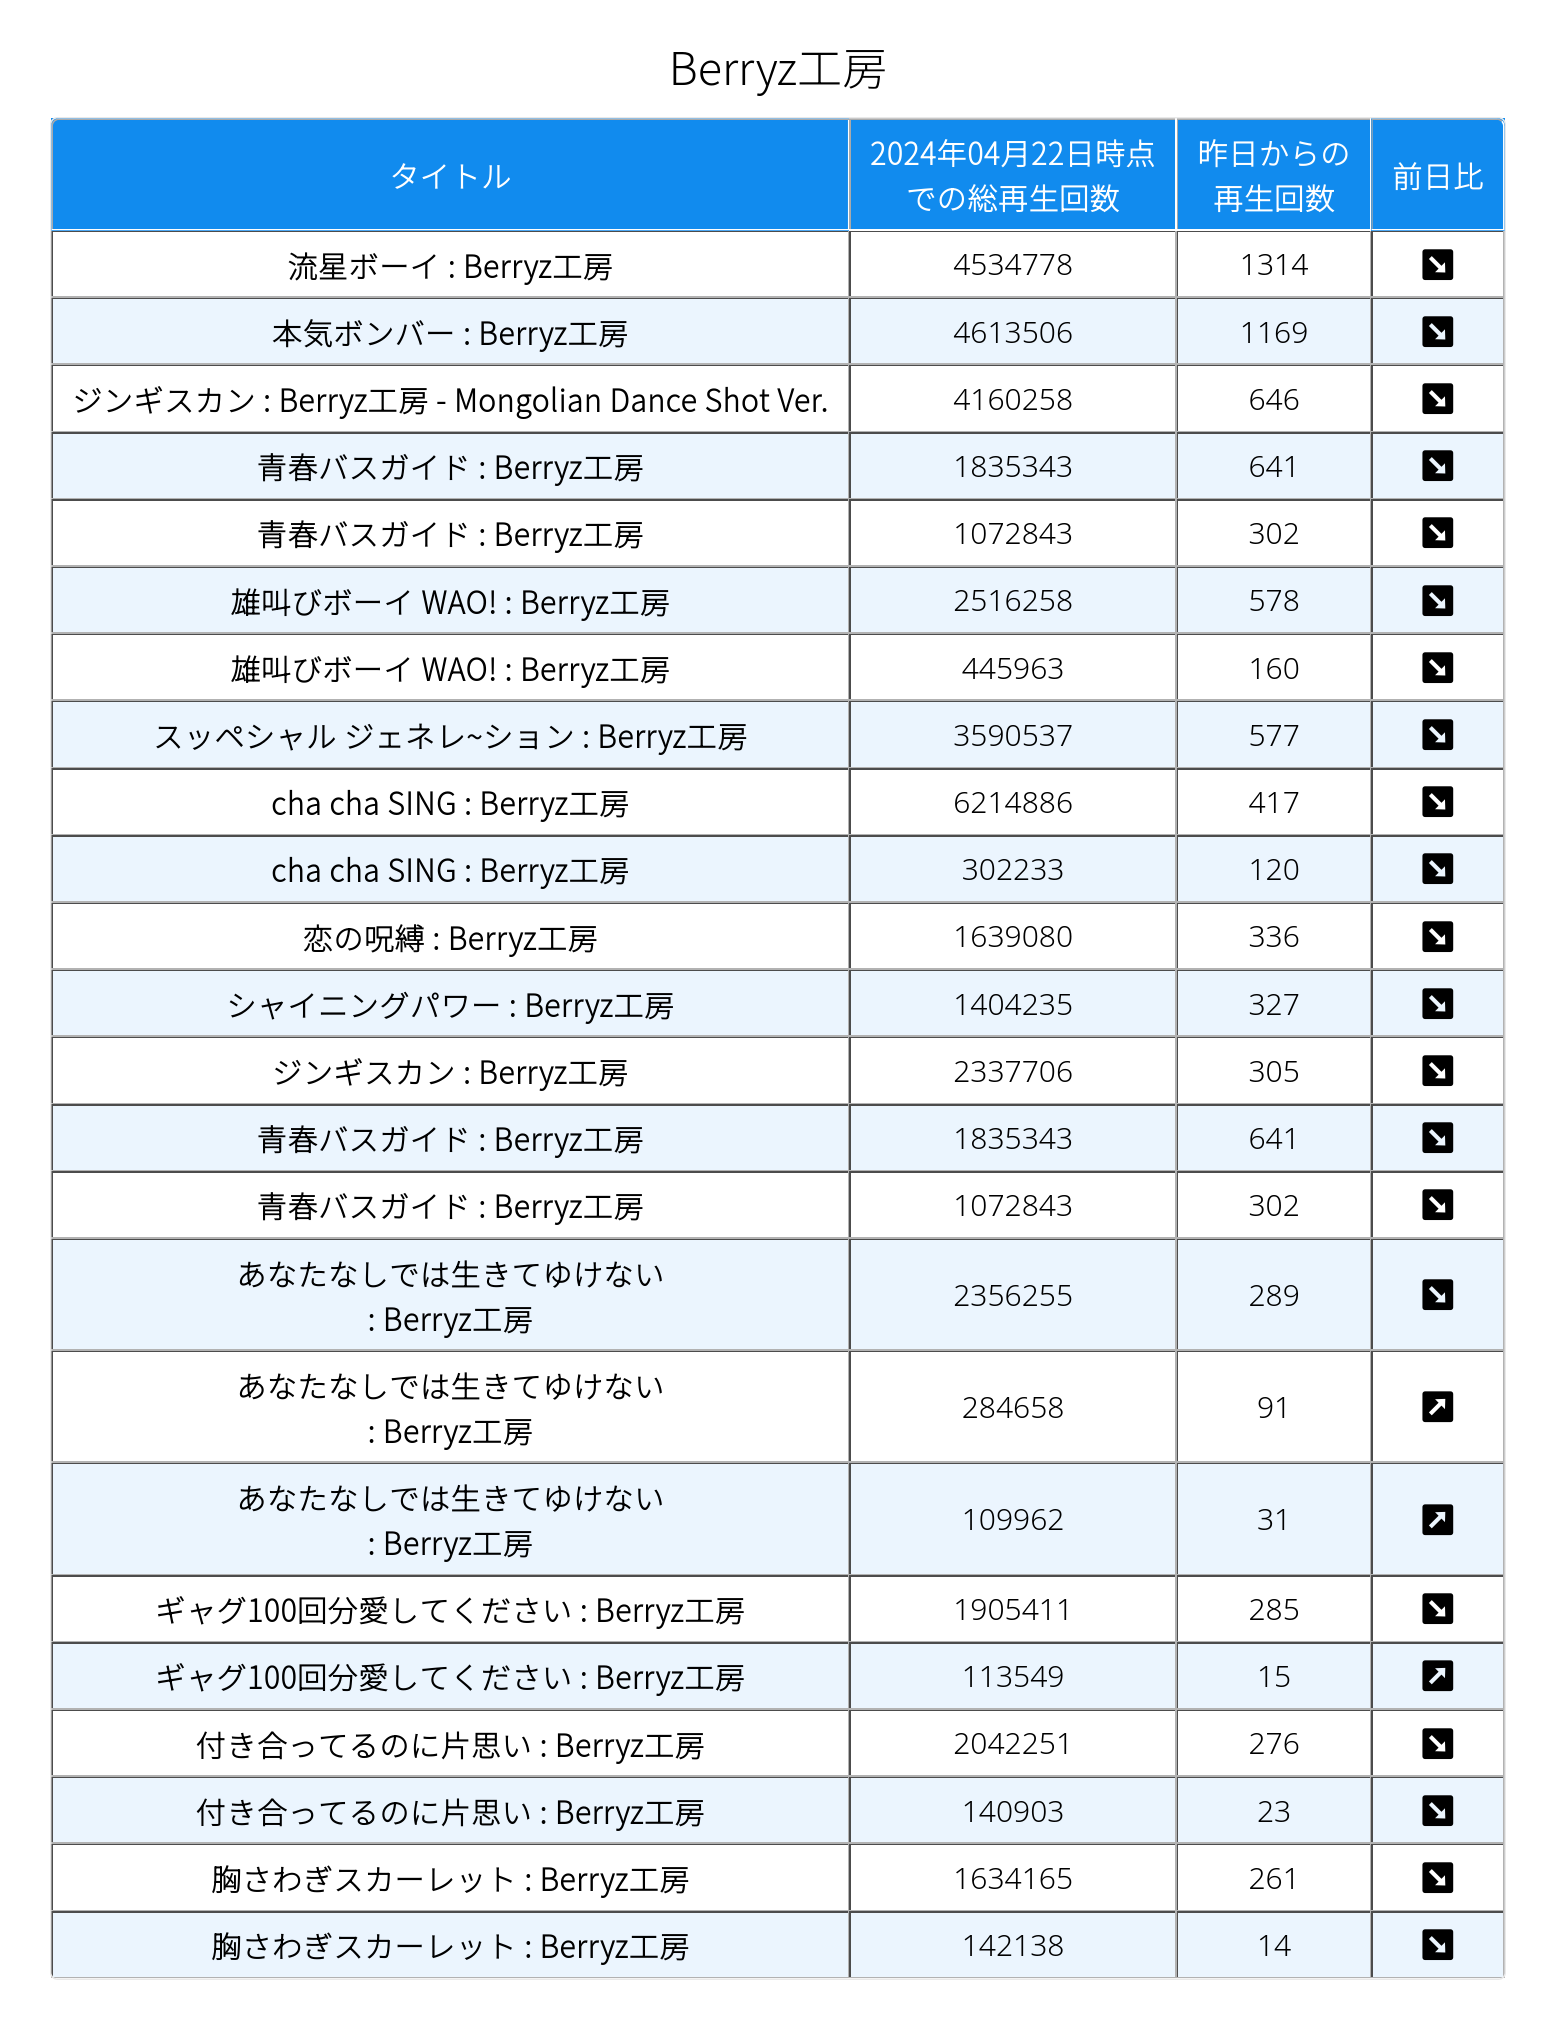 Berryz工房
タイトル
2024年04月22日時点
での総再生回数
昨日からの
再生回数
前日比
流星ボーイ : Berryz工房 4534778 1314 ↘
本気ボンバー : Berryz工房 4613506 1169 ↘
ジンギスカン : Berryz工房 - Mongolian Dance Shot Ver. 4160258 646 ↘
青春バスガイド : Berryz工房 1835343 641 ↘
青春バスガイド : Berryz工房 1072843 302 ↘
雄叫びボーイ WAO! : Berryz工房 2516258 578 ↘
雄叫びボーイ WAO! : Berryz工房 445963 160 ↘
スッペシャル ジェネレ~ション : Berryz工房 3590537 577 ↘
cha cha SING : Berryz工房 6214886 417 ↘
cha cha SING : Berryz工房 302233 120 ↘
恋の呪縛 : Berryz工房 1639080 336 ↘
シャイニングパワー : Berryz工房 1404235 327 ↘
ジンギスカン : Berryz工房 2337706 305 ↘
青春バスガイド : Berryz工房 1835343 641 ↘
青春バスガイド : Berryz工房 1072843 302 ↘
あなたなしでは生きてゆけない
: Berryz工房 2356255 289 ↘
あなたなしでは生きてゆけない
: Berryz工房 284658 91 ↗
あなたなしでは生きてゆけない
: Berryz工房 109962 31 ↗
ギャグ100回分愛してください : Berryz工房 1905411 285 ↘
ギャグ100回分愛してください : Berryz工房 113549 15 ↗
付き合ってるのに片思い : Berryz工房 2042251 276 ↘
付き合ってるのに片思い : Berryz工房 140903 23 ↘
胸さわぎスカーレット : Berryz工房 1634165 261 ↘
胸さわぎスカーレット : Berryz工房 142138 14 ↘